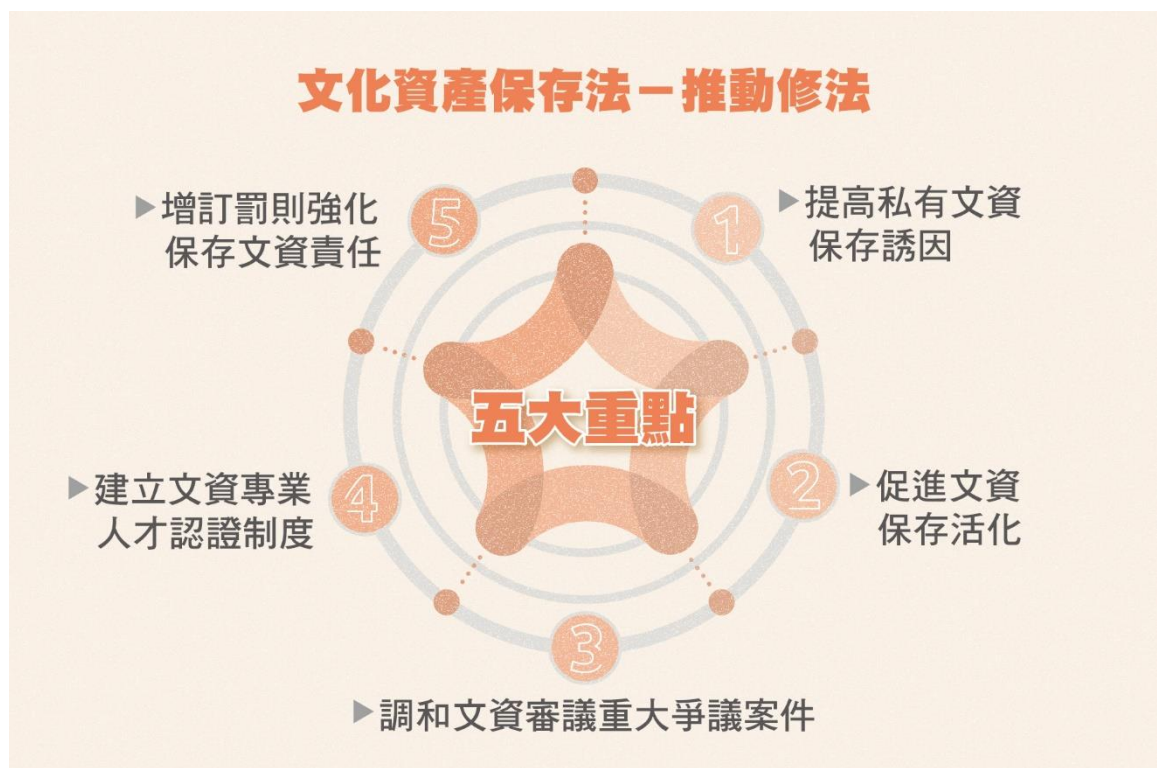 文化資產保存法－推動修法
五大重點
1
▶提高私有文資
保存誘因
2
▶促進文資
保存活化
3
▶調和文資審議重大爭議案件
4
▶建立文資專業
人才認證制度
5
▶增訂罰則強化
保存文資責任